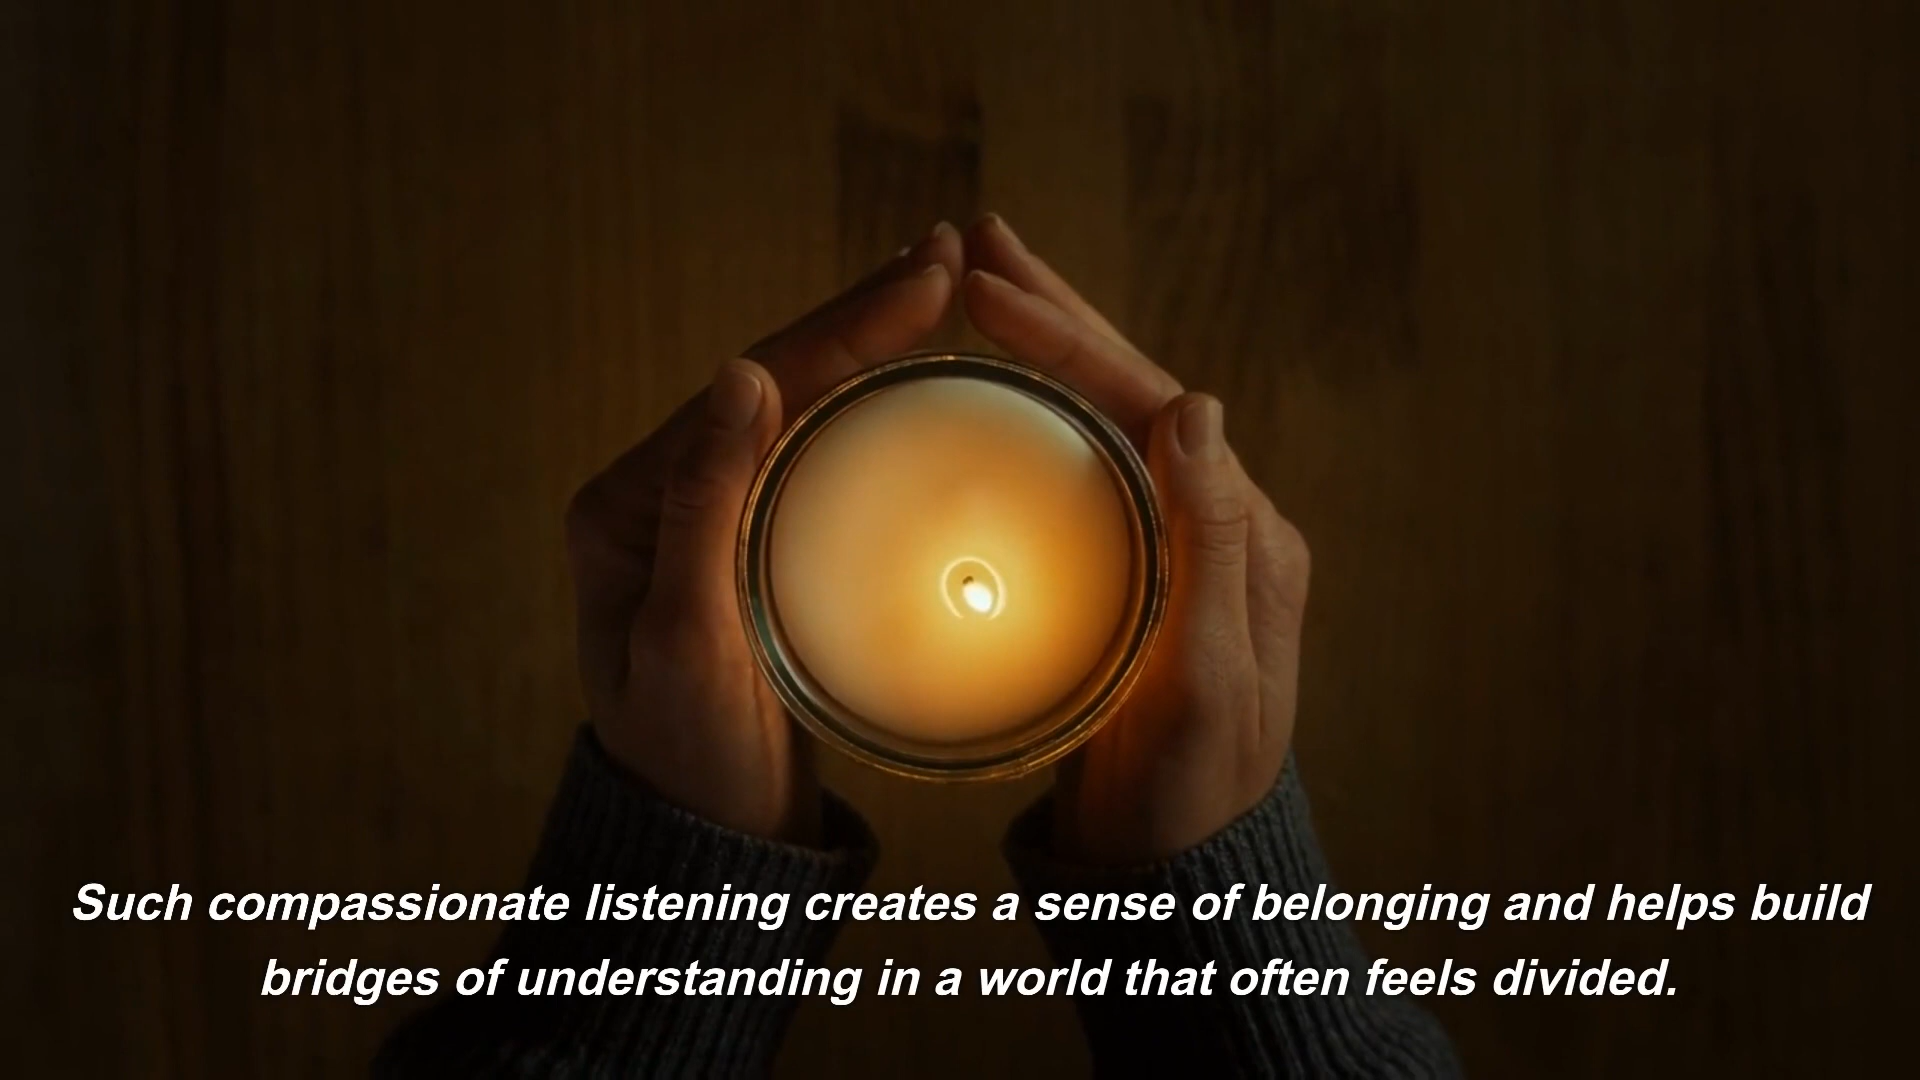 Such compassionate listening creates a sense of belonging and helps build
bridges of understanding in a world that often feels divided.